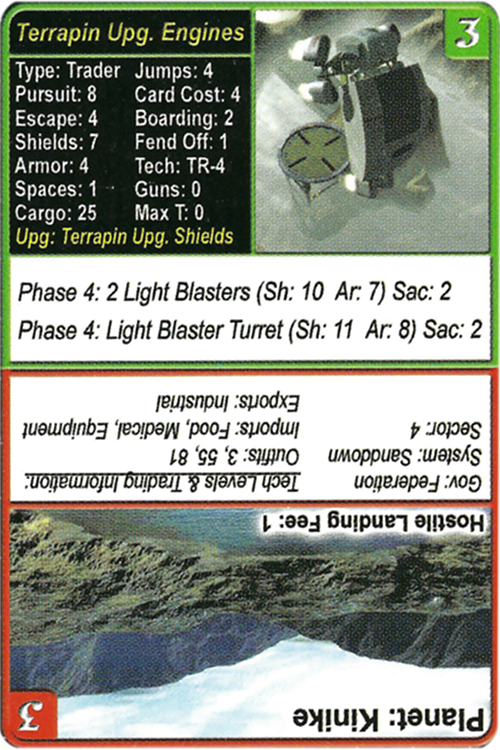 Terrapin Upg. Engines
3
Type: Trader Jumps: 4
Pursuit: 8 Card Cost: 4
Escape: 4 Boarding: 2
Shields: 7 Fend Off: 1
Armor: 4 Tech: TR-4
Spaces: 1 Guns: 0
Cargo: 25 Max T: 0
Upg: Terrapin Upg. Shields
Phase 4: 2 Light Blasters (Sh: 10 Ar: 7) Sac: 2
Phase 4: Light Blaster Turret (Sh: 11 Ar: 8) Sac: 2
Planet: Kinike
3
Hostile Landing Fee: 1
Gov: Federation
System: Sanddown
Sector: 4
Tech Levels & Trading Information:
Outfits: 3, 55, 81
Imports: Food, Medical, Equipment
Exports: Industrial